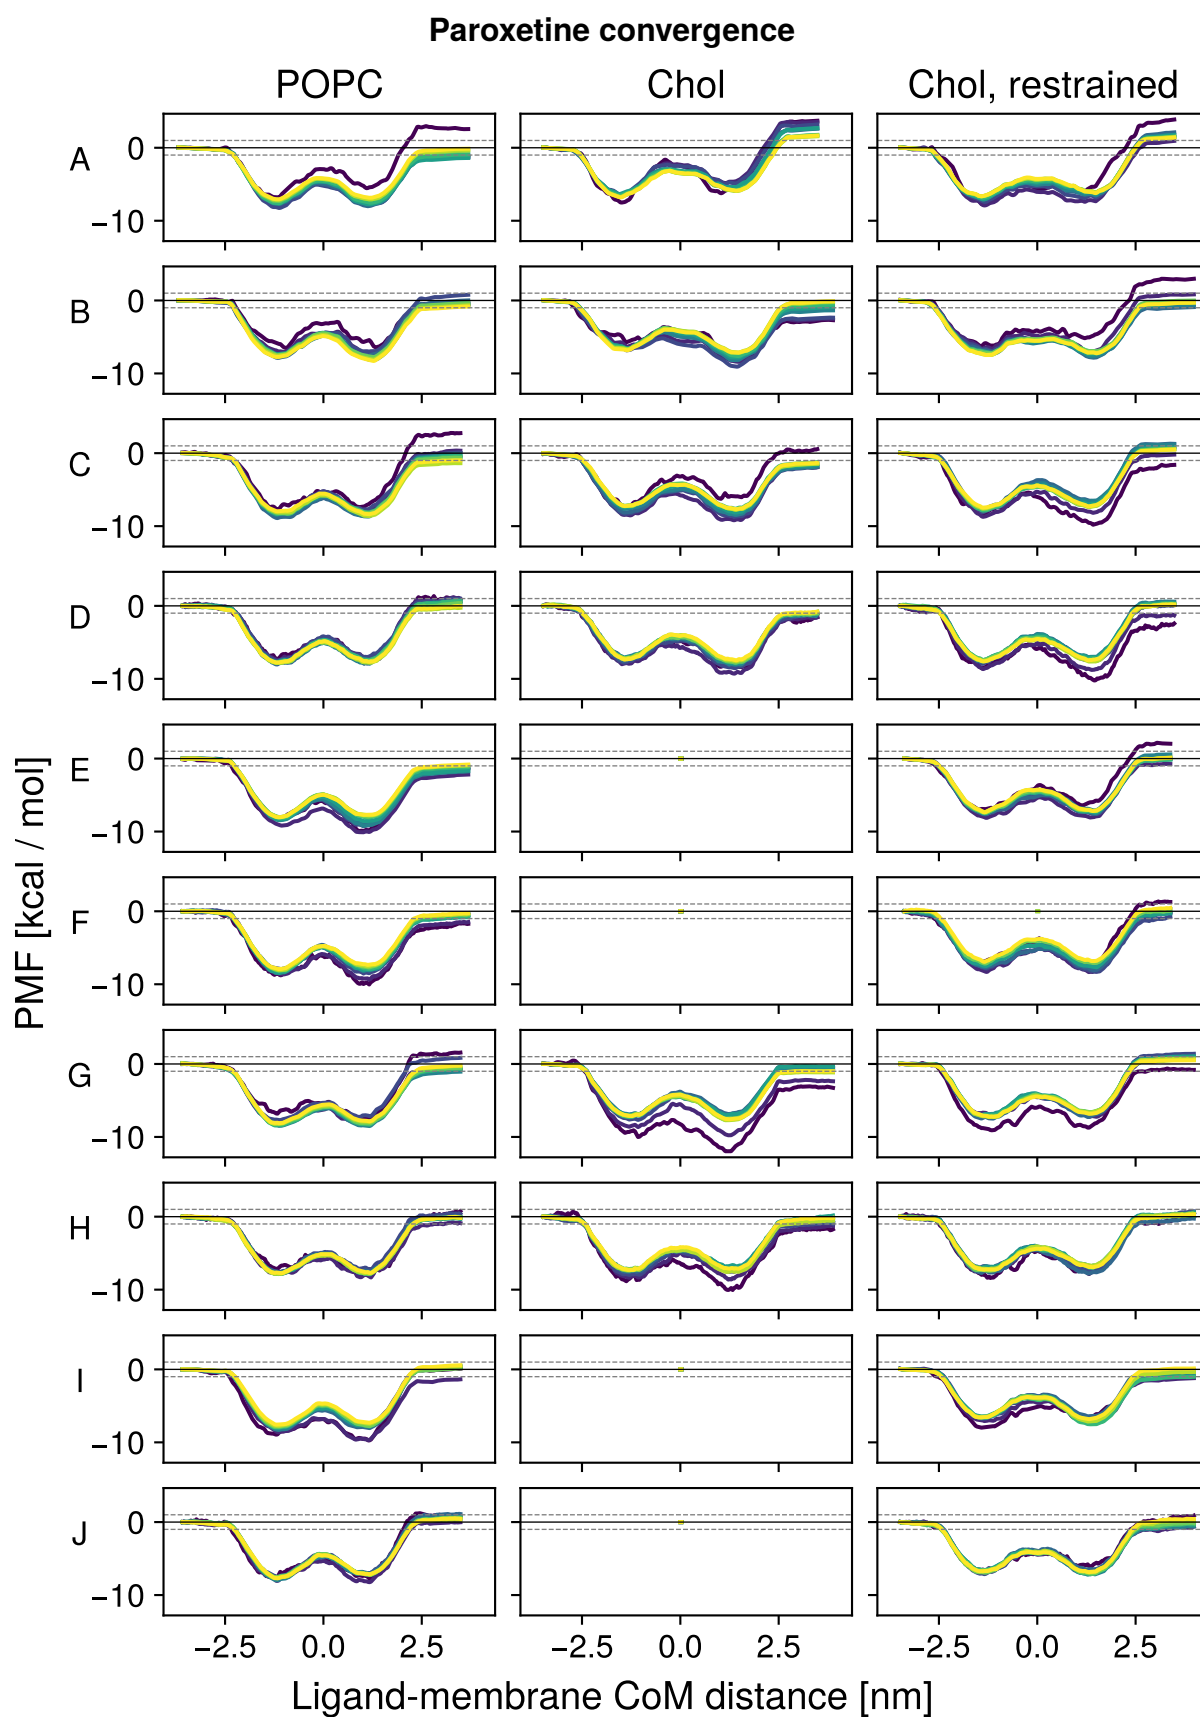 Paroxetine convergence
POPC Chol Chol, restrained
A 0 −10
B 0 −10
C 0 −10
D 0 −10
E 0 −10
F 0 −10
G 0 −10
H 0 −10
I 0 −10
J 0 −10
PMF [kcal / mol]
−2.5 0.0 2.5 −2.5 0.0 2.5 −2.5 0.0 2.5
Ligand-membrane CoM distance [nm]